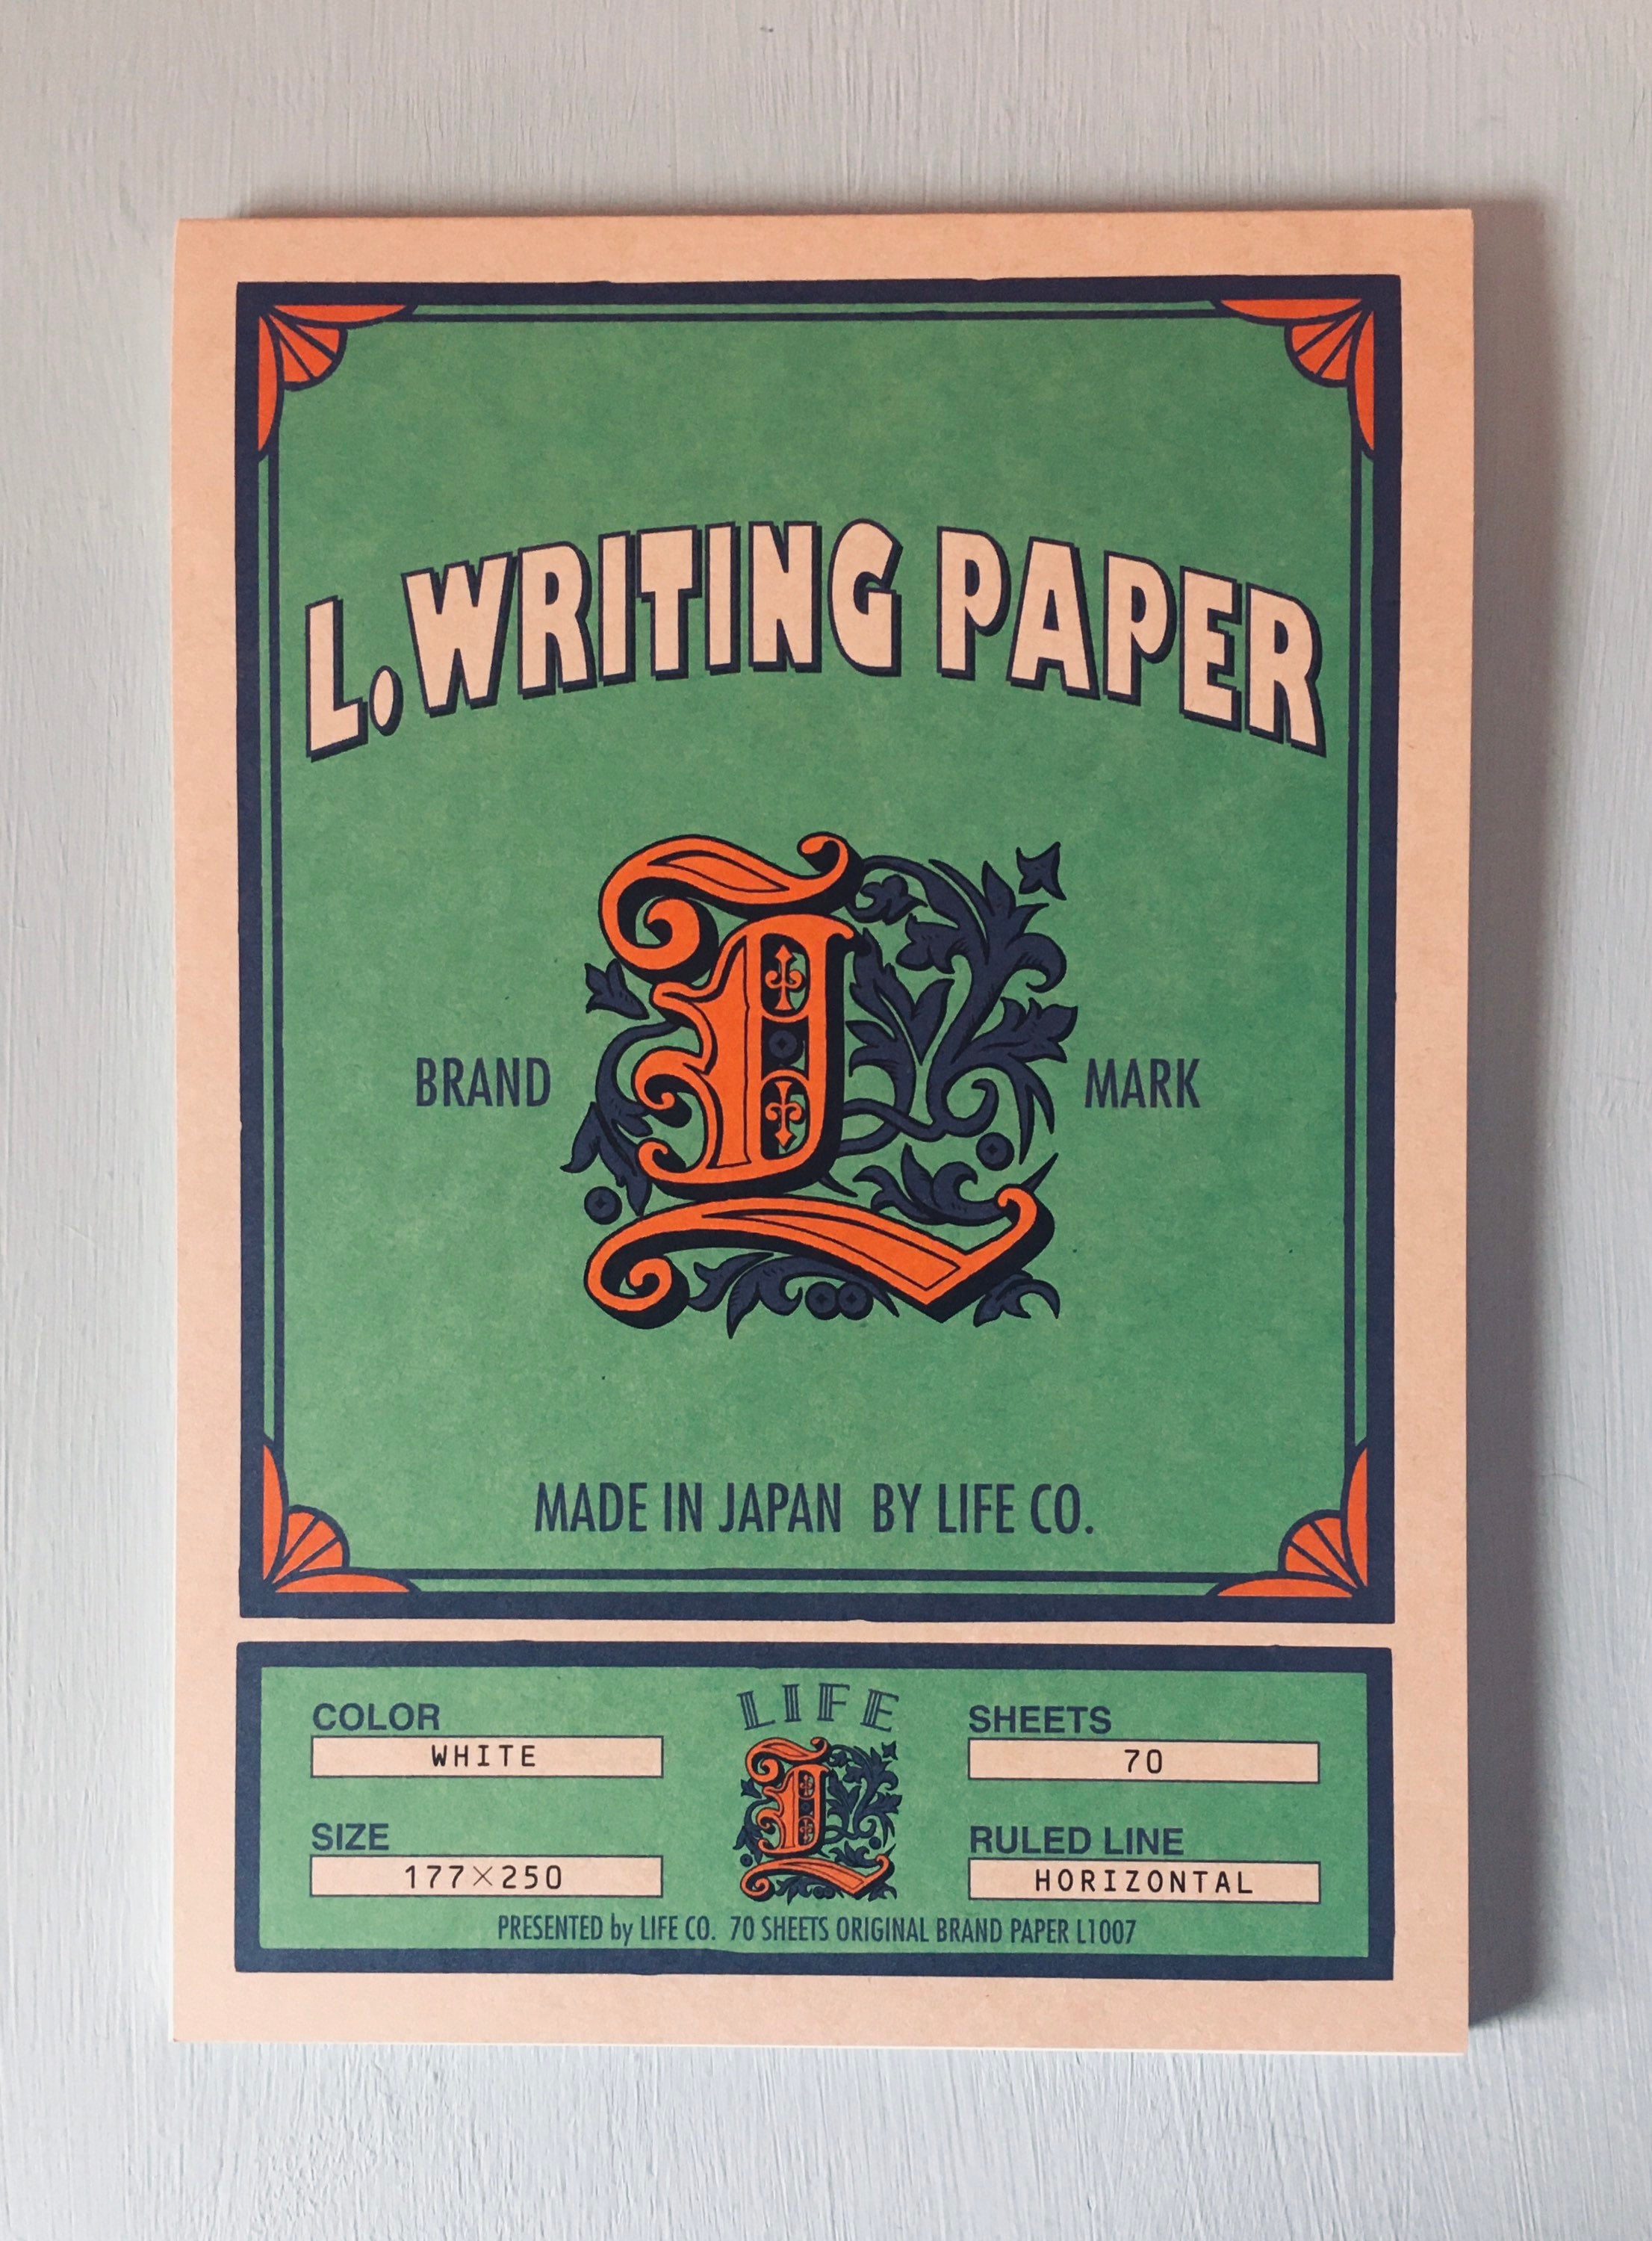 L. WRITING PAPER
L
BRAND MARK
MADE IN JAPAN BY LIFE CO.
LIFE
L
COLOR
WHITE
SIZE
177×250
SHEETS
70
RULED LINE
HORIZONTAL
PRESENTED by LIFE CO. 70 SHEETS ORIGINAL BRAND PAPER L1007